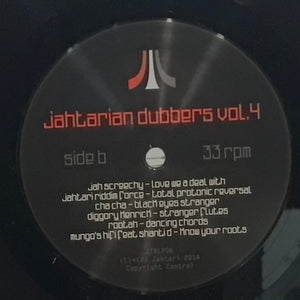 jahtarian dubbers vol.4
side b 33 rpm
jah screechy - love we a deal with
jahtari riddim force - total protonic reversal
cha cha - black eyes stranger
diggory kenrick - stranger flutes
rootah - dancing chords
mungo's hifi feat shanti d - know your roots
JTRLP08
(C)+(P) Jahtari 2014
Copyright Control